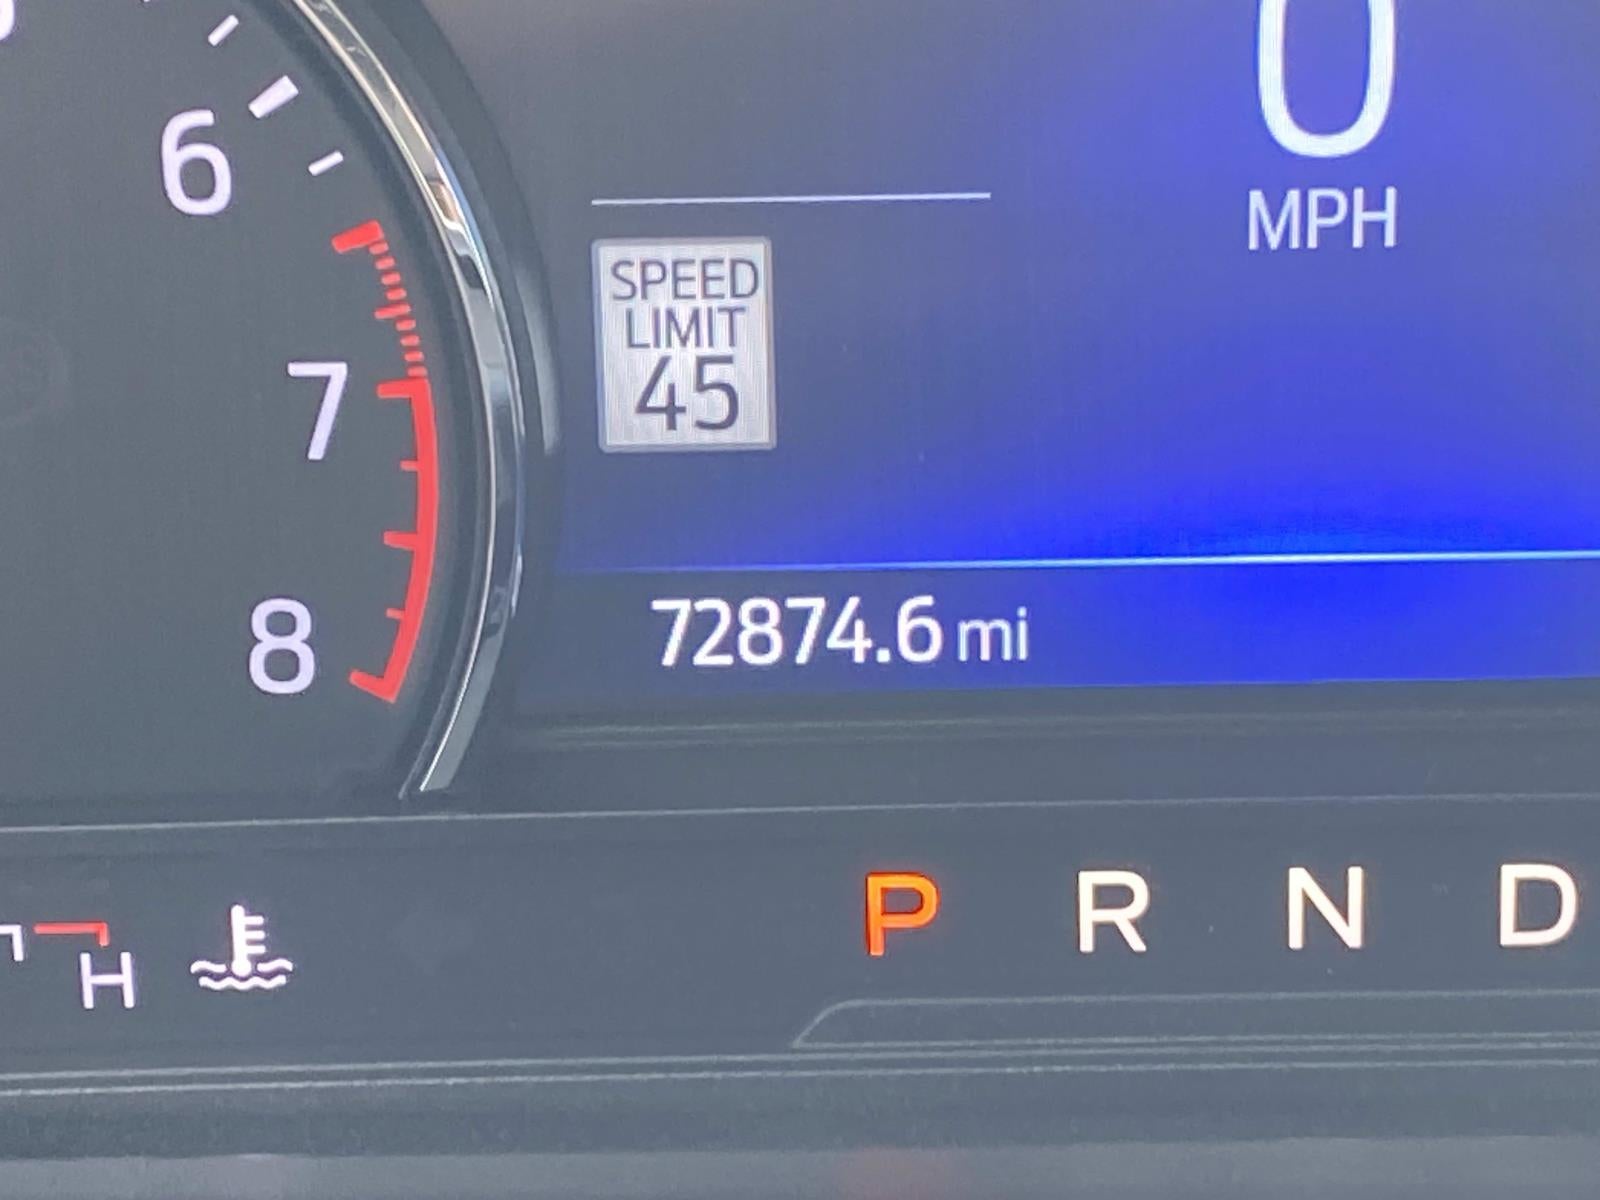 6
7
8
0
MPH
SPEED
LIMIT
45
72874.6 mi
H
P R N D